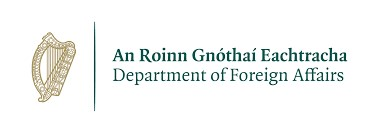 An Roinn Gnóthaí Eachtracha
Department of Foreign Affairs